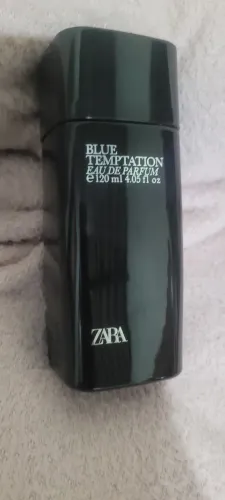 BLUE
TEMPTATION
EAU DE PARFUM
℮120 ml 4.05 fl oz
ZARA